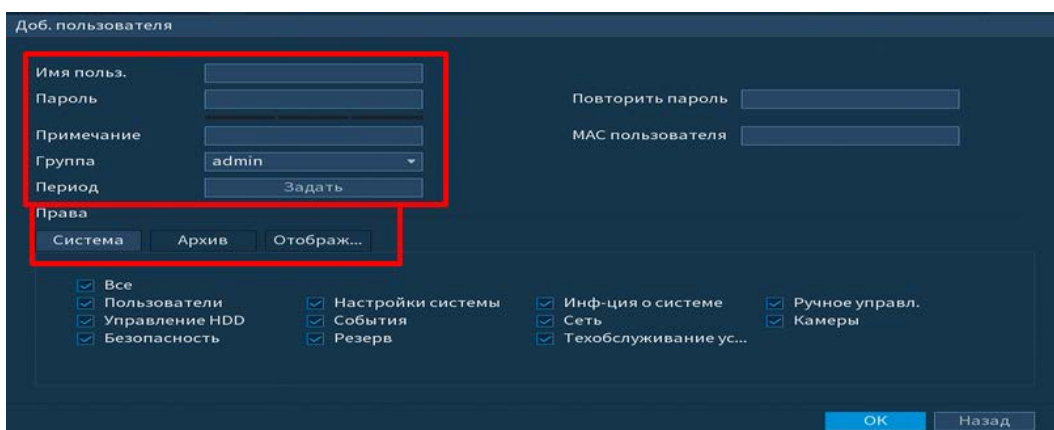 Доб. пользователя
Имя польз.
Пароль Повторить пароль
Примечание MAC пользователя
Группа admin
Период Задать
Права
Система Архив Отображ...
Все
Пользователи Настройки системы Инф-ция о системе Ручное управл.
Управление HDD События Сеть Камеры
Безопасность Резерв Техобслуживание ус...
OK Назад